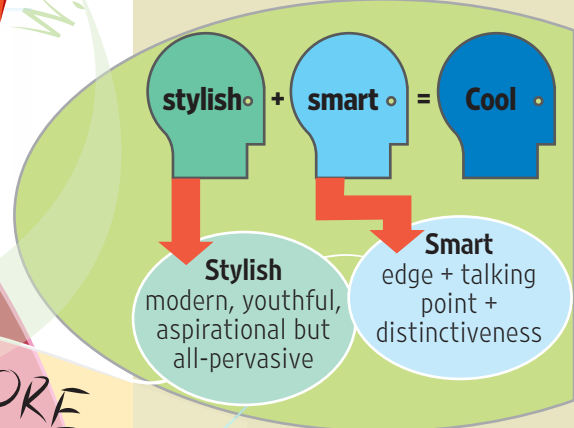 stylish + smart = Cool
Stylish
modern, youthful,
aspirational but
all-pervasive
Smart
edge + talking
point +
distinctiveness